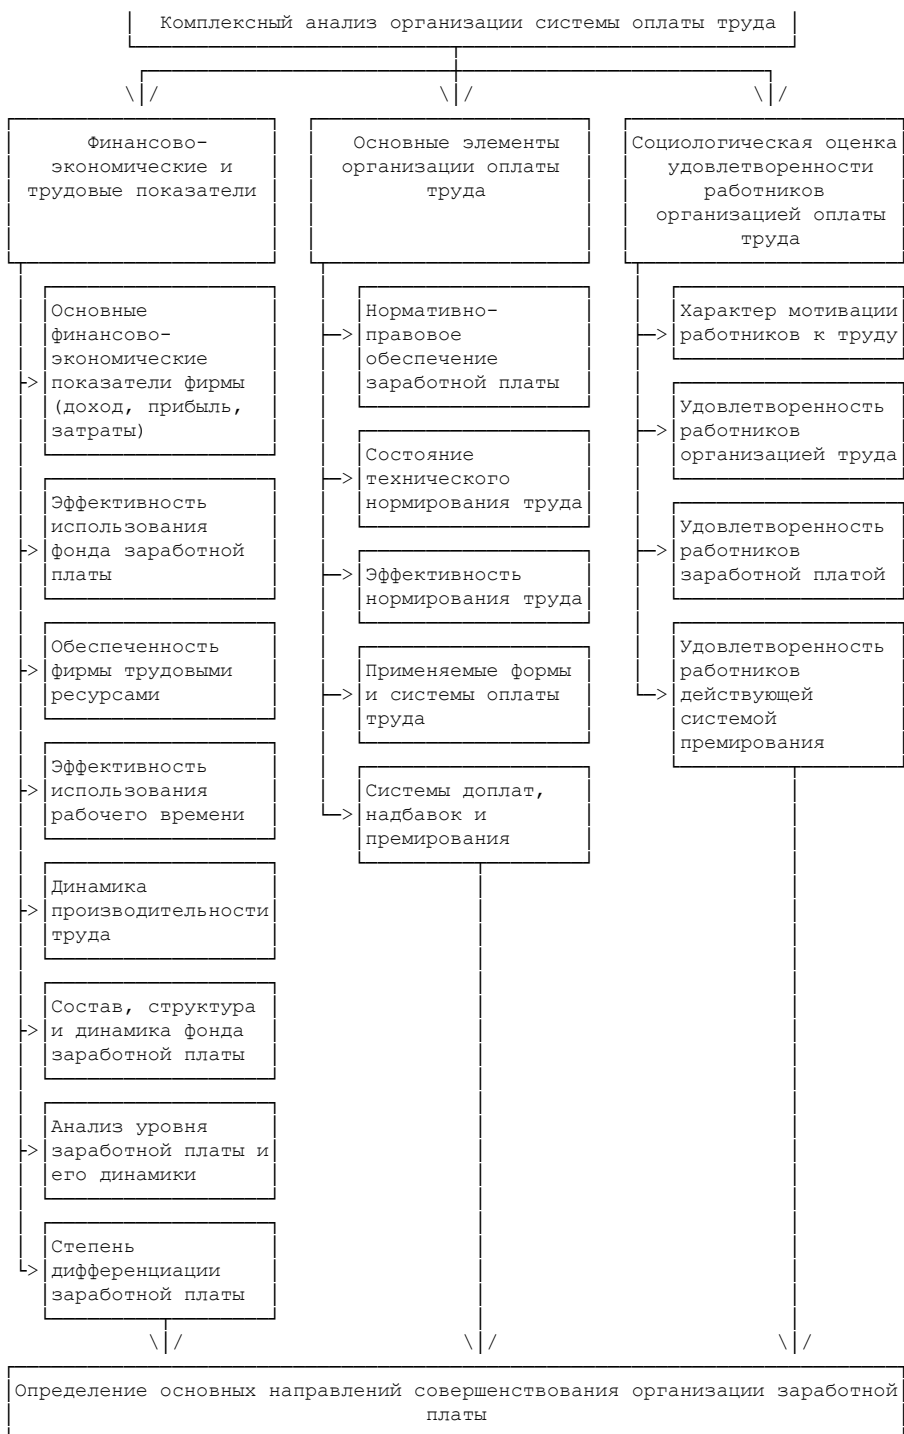 Комплексный анализ организации системы оплаты труда
Финансово-
экономические и
трудовые показатели
Основные элементы
организации оплаты
труда
Социологическая оценка
удовлетворенности
работников
организацией оплаты
труда
Основные
финансово-
экономические
показатели фирмы
(доход, прибыль,
затраты)
Эффективность
использования
фонда заработной
платы
Обеспеченность
фирмы трудовыми
ресурсами
Эффективность
использования
рабочего времени
Динамика
производительности
труда
Состав, структура
и динамика фонда
заработной платы
Анализ уровня
заработной платы и
его динамики
Степень
дифференциации
заработной платы
Нормативно-
правовое
обеспечение
заработной платы
Состояние
технического
нормирования труда
Эффективность
нормирования труда
Применяемые формы
и системы оплаты
труда
Системы доплат,
надбавок и
премирования
Характер мотивации
работников к труду
Удовлетворенность
работников
организацией труда
Удовлетворенность
работников
заработной платой
Удовлетворенность
работников
действующей
системой
премирования
Определение основных направлений совершенствования организации заработной
платы